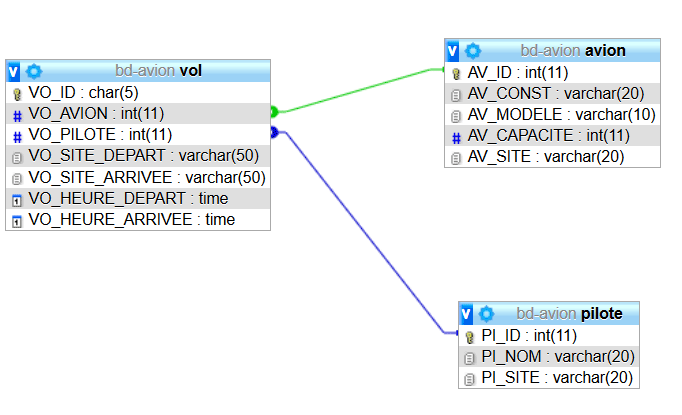 bd-avion vol
VO_ID : char(5)
VO_AVION : int(11)
VO_PILOTE : int(11)
VO_SITE_DEPART : varchar(50)
VO_SITE_ARRIVEE : varchar(50)
VO_HEURE_DEPART : time
VO_HEURE_ARRIVEE : time
bd-avion avion
AV_ID : int(11)
AV_CONST : varchar(20)
AV_MODELE : varchar(10)
AV_CAPACITE : int(11)
AV_SITE : varchar(20)
bd-avion pilote
PI_ID : int(11)
PI_NOM : varchar(20)
PI_SITE : varchar(20)